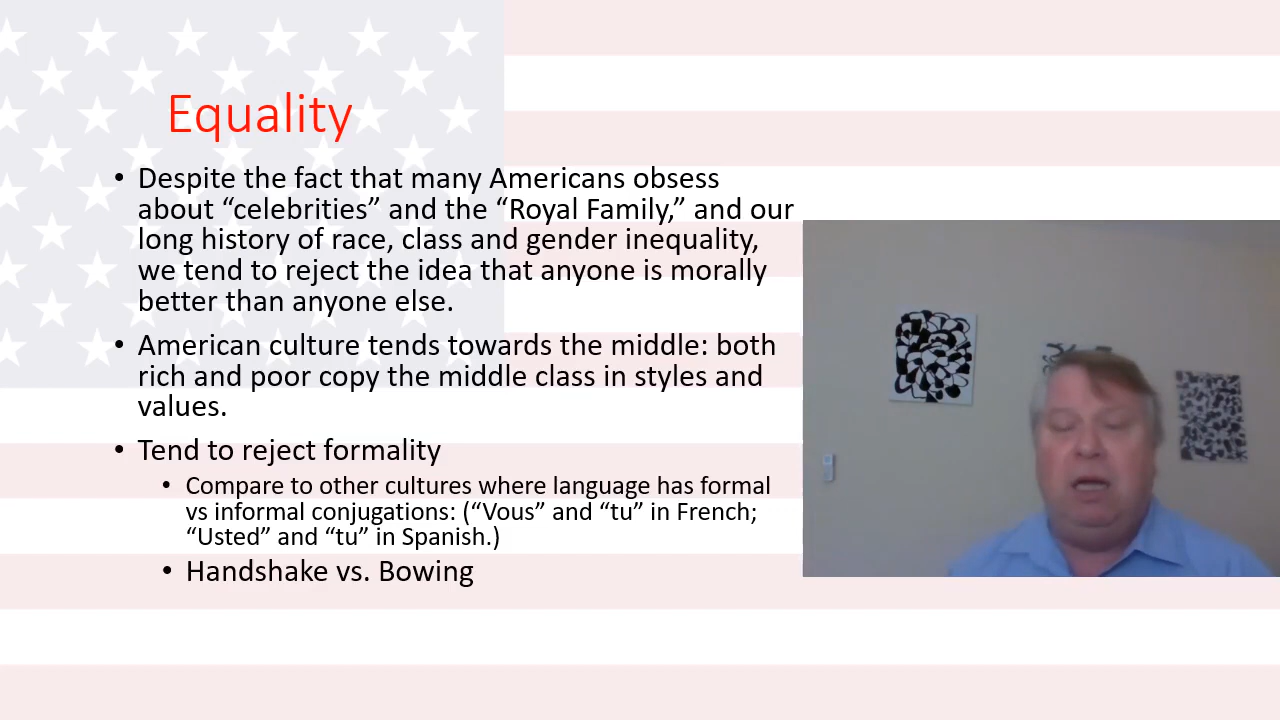 Equality
• Despite the fact that many Americans obsess
about “celebrities” and the “Royal Family,” and our
long history of race, class and gender inequality,
we tend to reject the idea that anyone is morally
better than anyone else.
• American culture tends towards the middle: both
rich and poor copy the middle class in styles and
values.
• Tend to reject formality
• Compare to other cultures where language has formal
vs informal conjugations: (“Vous” and “tu” in French;
“Usted” and “tu” in Spanish.)
• Handshake vs. Bowing